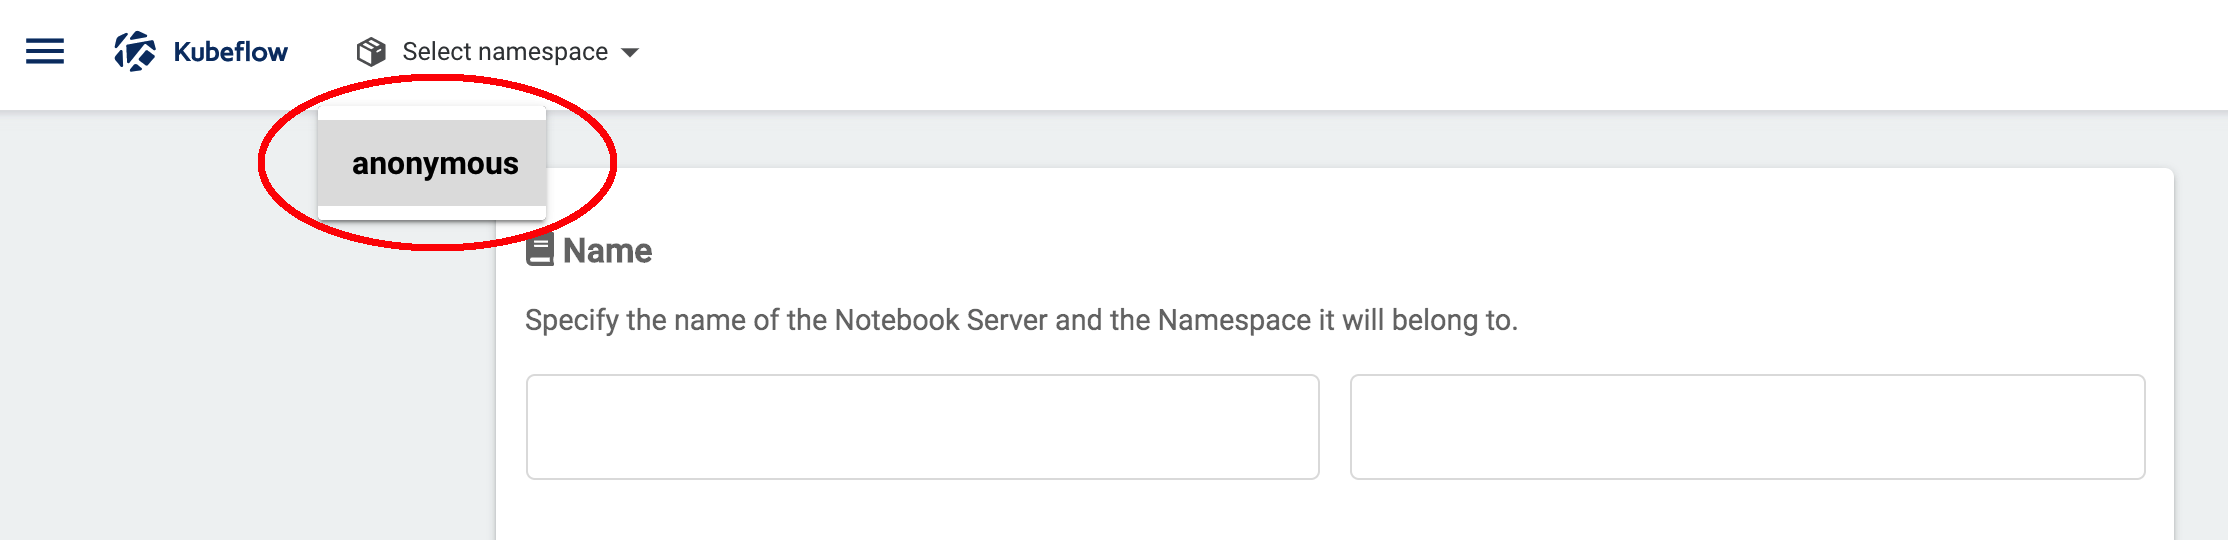 Kubeflow
Select namespace
anonymous
Name
Specify the name of the Notebook Server and the Namespace it will belong to.